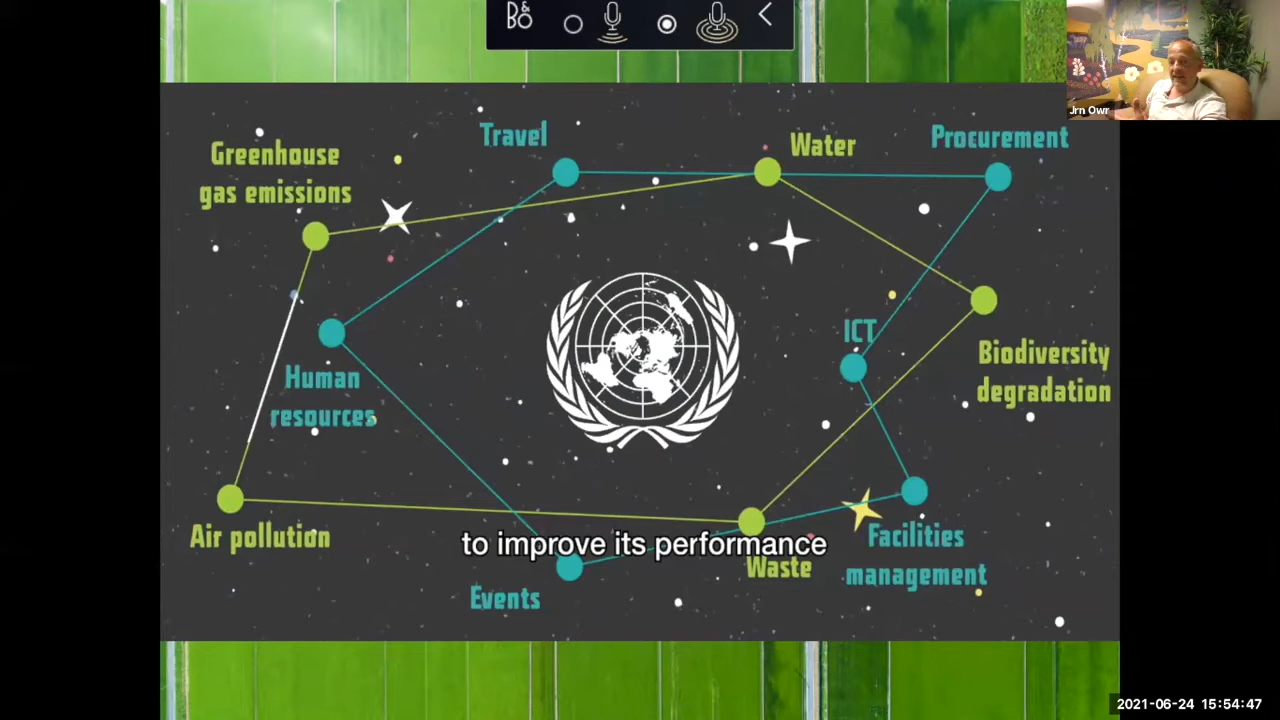 B&O
Jrn Owr
Travel
Water
Procurement
Greenhouse
gas emissions
ICT
Biodiversity
degradation
Human
resources
Air pollution
to improve its performance
Facilities
management
Waste
Events
2021-06-24 15:54:47